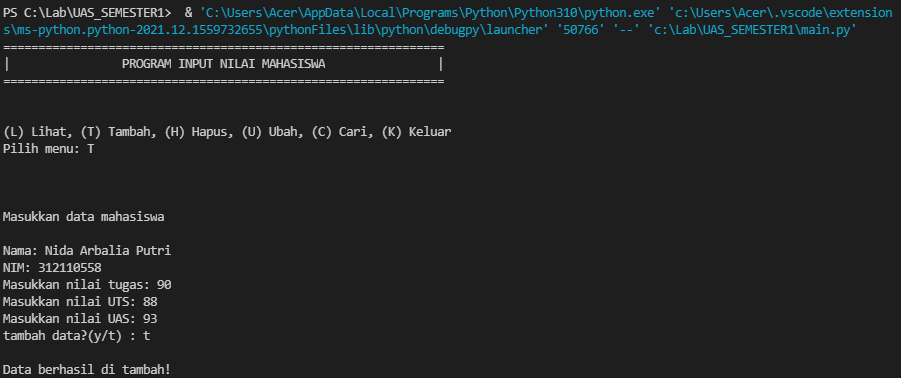 PS C:\Lab\UAS_SEMESTER1>  & 'C:\Users\Acer\AppData\Local\Programs\Python\Python310\python.exe' 'c:\Users\Acer\.vscode\extension
s\ms-python.python-2021.12.1559732655\pythonFiles\lib\python\debugpy\launcher' '50766' '--' 'c:\Lab\UAS_SEMESTER1\main.py'
===============================================================
|                PROGRAM INPUT NILAI MAHASISWA                |
===============================================================
(L) Lihat, (T) Tambah, (H) Hapus, (U) Ubah, (C) Cari, (K) Keluar
Pilih menu: T
Masukkan data mahasiswa
Nama: Nida Arbalia Putri
NIM: 312110558
Masukkan nilai tugas: 90
Masukkan nilai UTS: 88
Masukkan nilai UAS: 93
tambah data?(y/t) : t
Data berhasil di tambah!